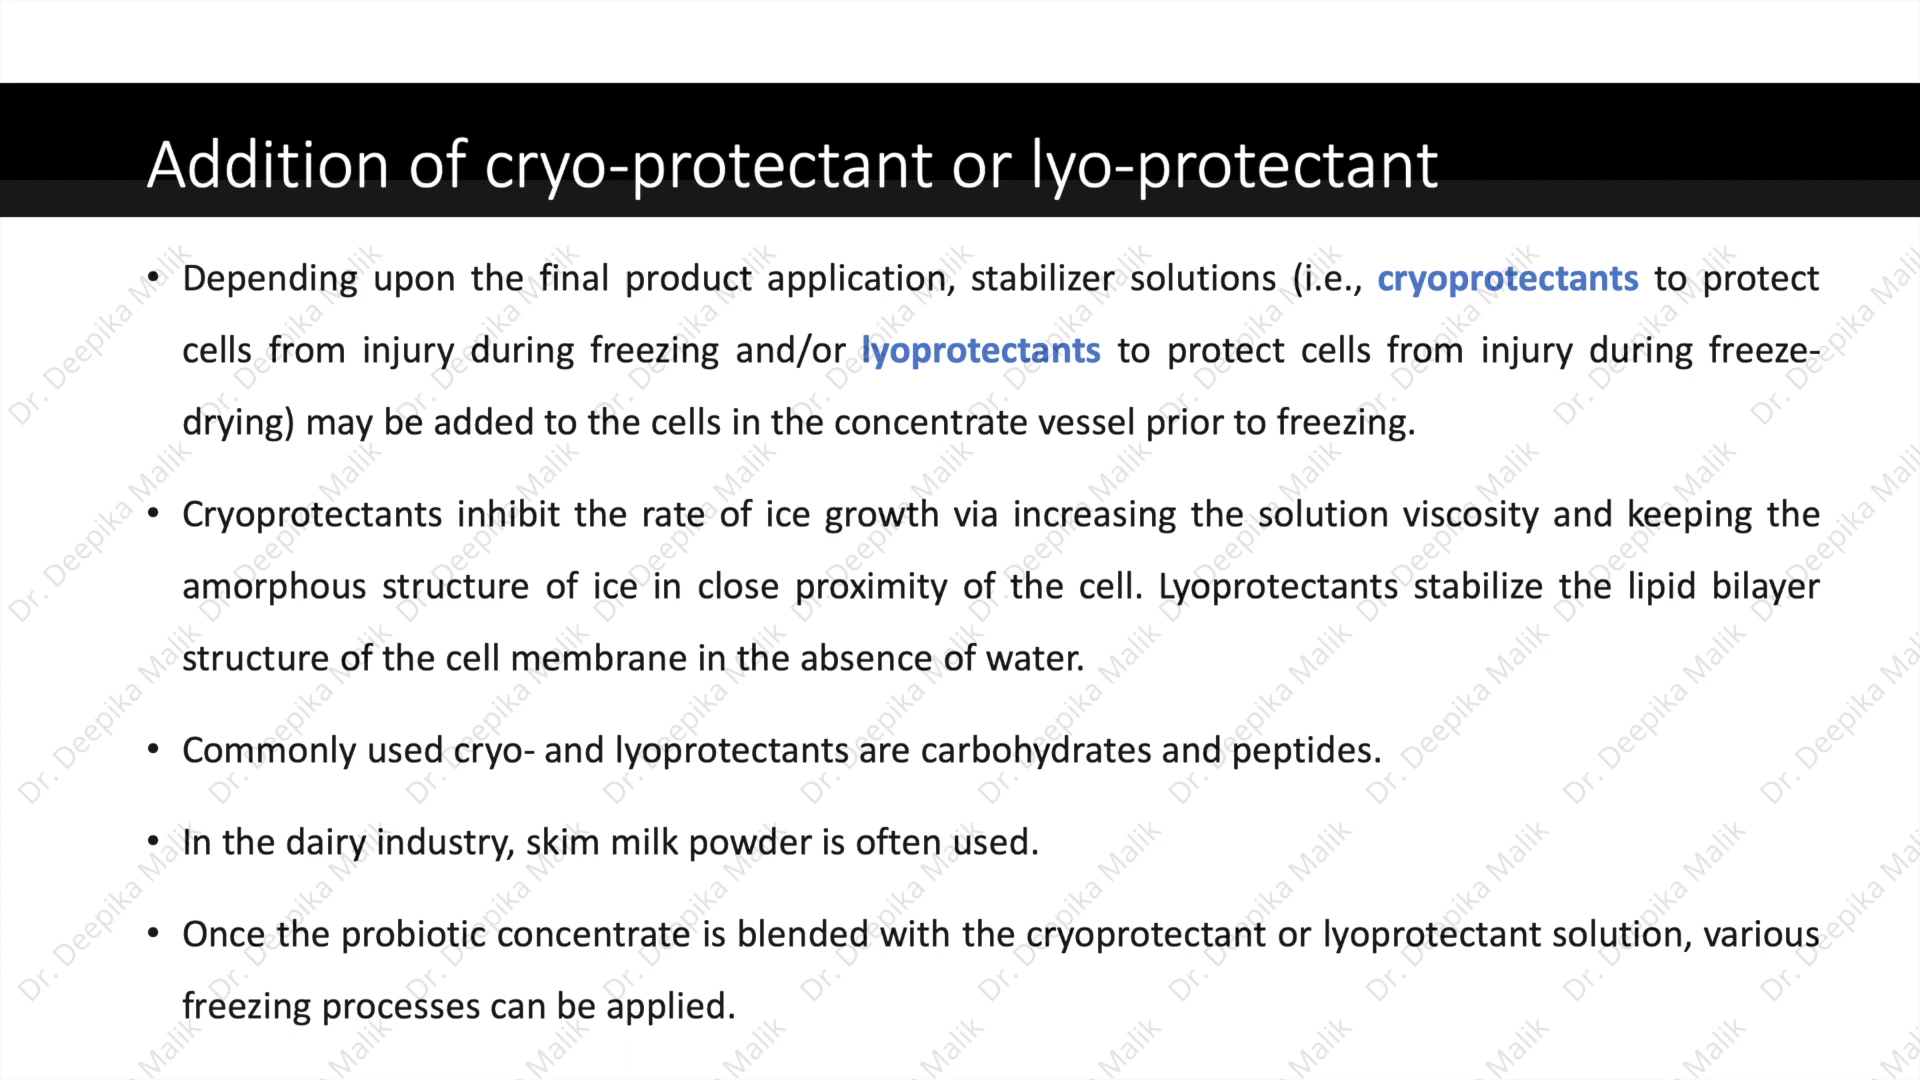 Addition of cryo-protectant or lyo-protectant
• Depending upon the final product application, stabilizer solutions (i.e., cryoprotectants to protect
cells from injury during freezing and/or lyoprotectants to protect cells from injury during freeze-
drying) may be added to the cells in the concentrate vessel prior to freezing.
• Cryoprotectants inhibit the rate of ice growth via increasing the solution viscosity and keeping the
amorphous structure of ice in close proximity of the cell. Lyoprotectants stabilize the lipid bilayer
structure of the cell membrane in the absence of water.
• Commonly used cryo- and lyoprotectants are carbohydrates and peptides.
• In the dairy industry, skim milk powder is often used.
• Once the probiotic concentrate is blended with the cryoprotectant or lyoprotectant solution, various
freezing processes can be applied.
Dr. Deepika Malik